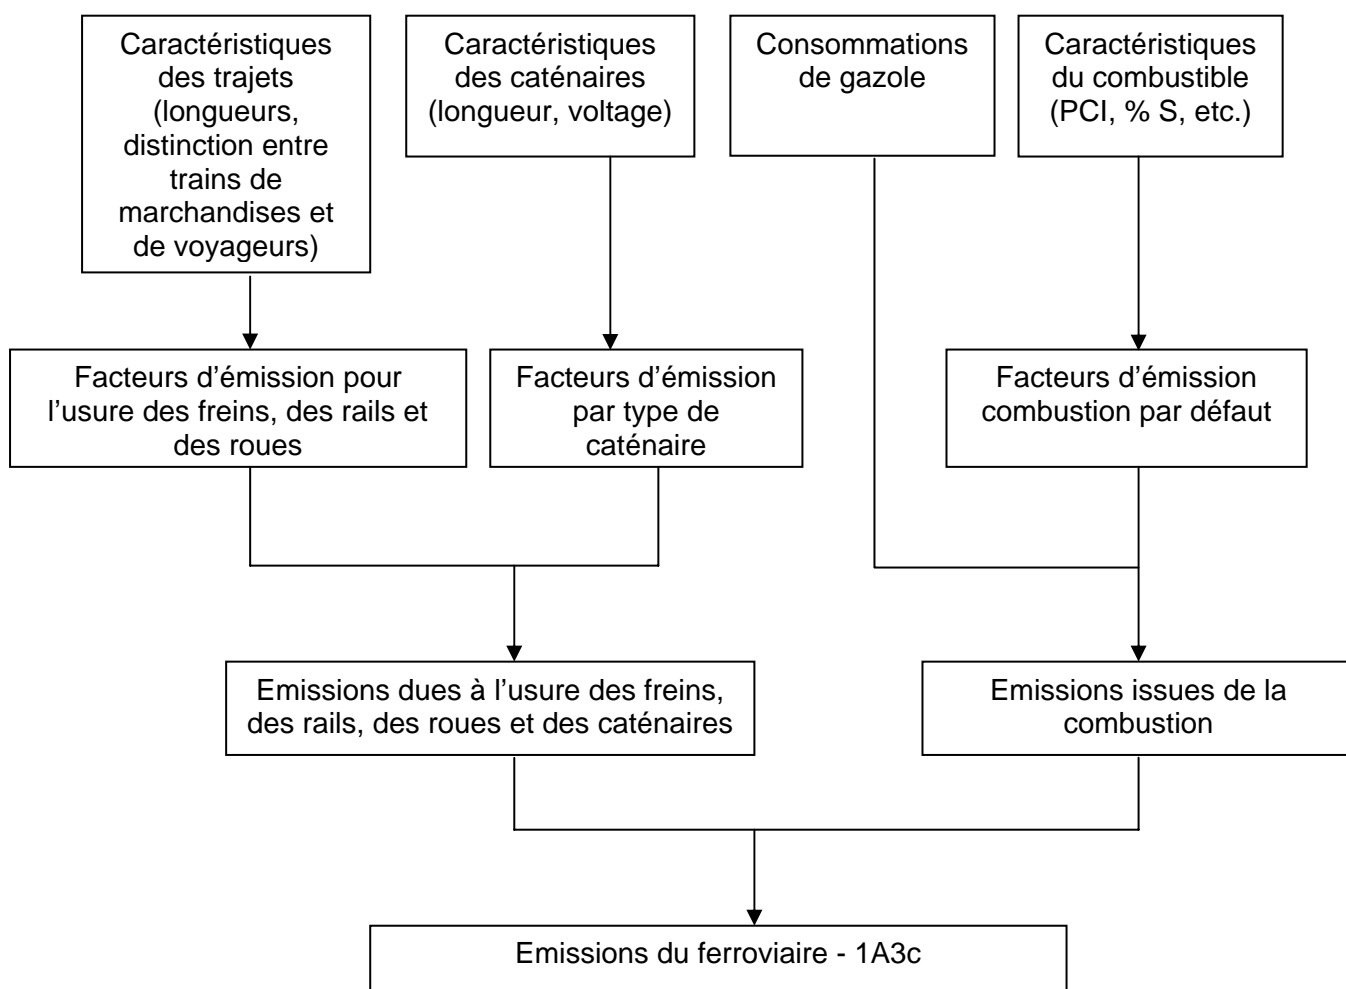 Caractéristiques
des trajets
(longueurs,
distinction entre
trains de
marchandises et
de voyageurs)
Caractéristiques
des caténaires
(longueur, voltage)
Consommations
de gazole
Caractéristiques
du combustible
(PCI, % S, etc.)
Facteurs d’émission pour
l’usure des freins, des rails et
des roues
Facteurs d’émission
par type de
caténaire
Facteurs d’émission
combustion par défaut
Emissions dues à l’usure des freins,
des rails, des roues et des caténaires
Emissions issues de la
combustion
Emissions du ferroviaire - 1A3c